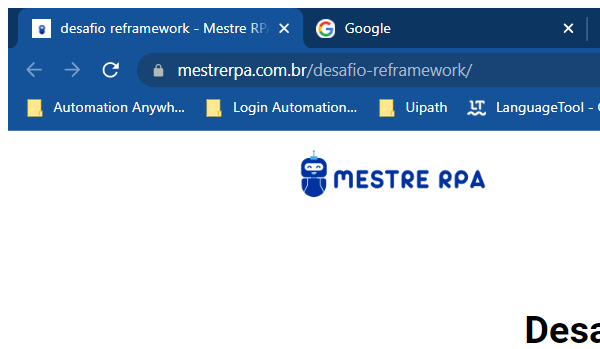 desafio reframework - Mestre RP
Google
mestrerpa.com.br/desafio-reframework/
Automation Anywh... Login Automation... Uipath LanguageTool -
MESTRE RPA
Desa